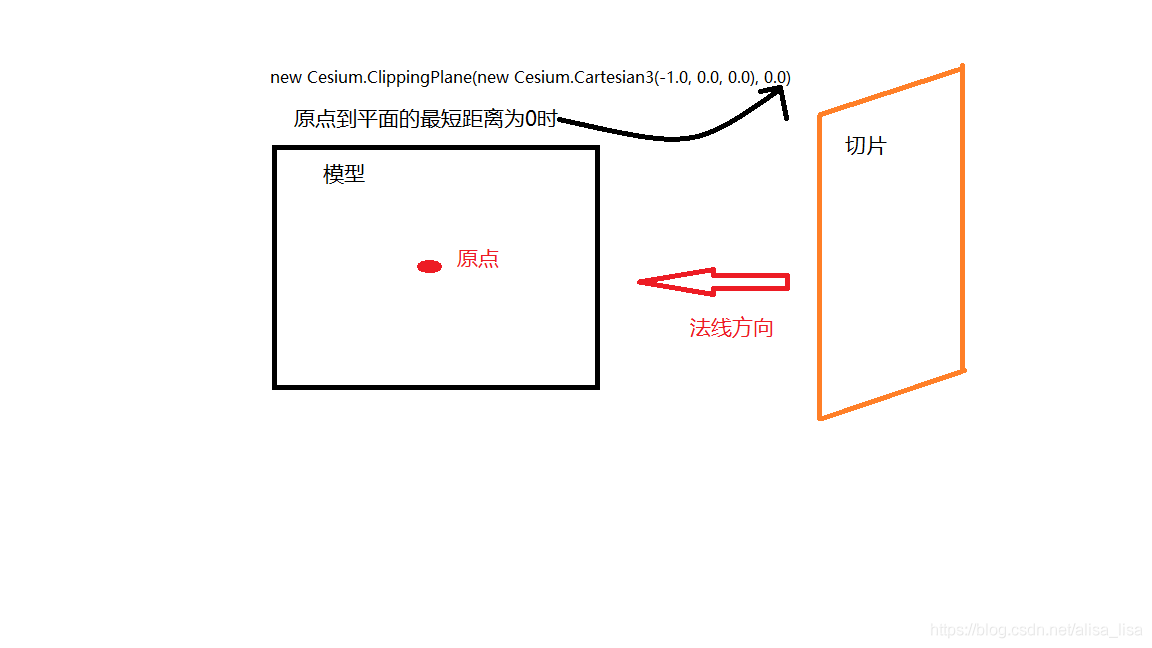 new Cesium.ClippingPlane(new Cesium.Cartesian3(-1.0, 0.0, 0.0), 0.0)
原点到平面的最短距离为0时
模型
切片
原点
法线方向
https://blog.csdn.net/alisa_lisa